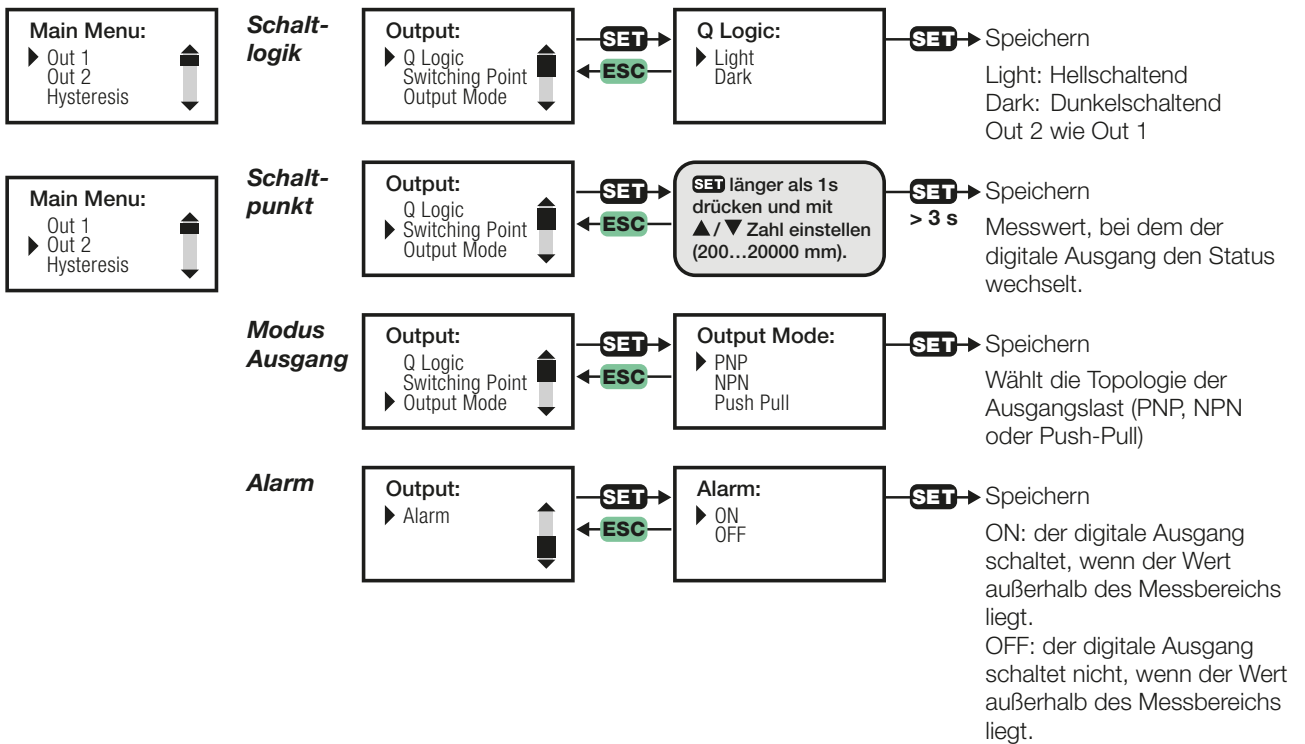 Main Menu:
Out 1
Out 2
Hysteresis
Schalt-
logik
Output:
Q Logic
Switching Point
Output Mode
SET
ESC
Q Logic:
Light
Dark
SET
Speichern
Light: Hellschaltend
Dark: Dunkelschaltend
Out 2 wie Out 1
Main Menu:
Out 1
Out 2
Hysteresis
Schalt-
punkt
Output:
Q Logic
Switching Point
Output Mode
SET
ESC
SET länger als 1s
drücken und mit
▲/▼ Zahl einstellen
(200…20000 mm).
SET
> 3 s
Speichern
Messwert, bei dem der
digitale Ausgang den Status
wechselt.
Modus
Ausgang
Output:
Q Logic
Switching Point
Output Mode
SET
ESC
Output Mode:
PNP
NPN
Push Pull
SET
Speichern
Wählt die Topologie der
Ausgangslast (PNP, NPN
oder Push-Pull)
Alarm
Output:
Alarm
SET
ESC
Alarm:
ON
OFF
SET
Speichern
ON: der digitale Ausgang
schaltet, wenn der Wert
außerhalb des Messbereichs
liegt.
OFF: der digitale Ausgang
schaltet nicht, wenn der Wert
außerhalb des Messbereichs
liegt.